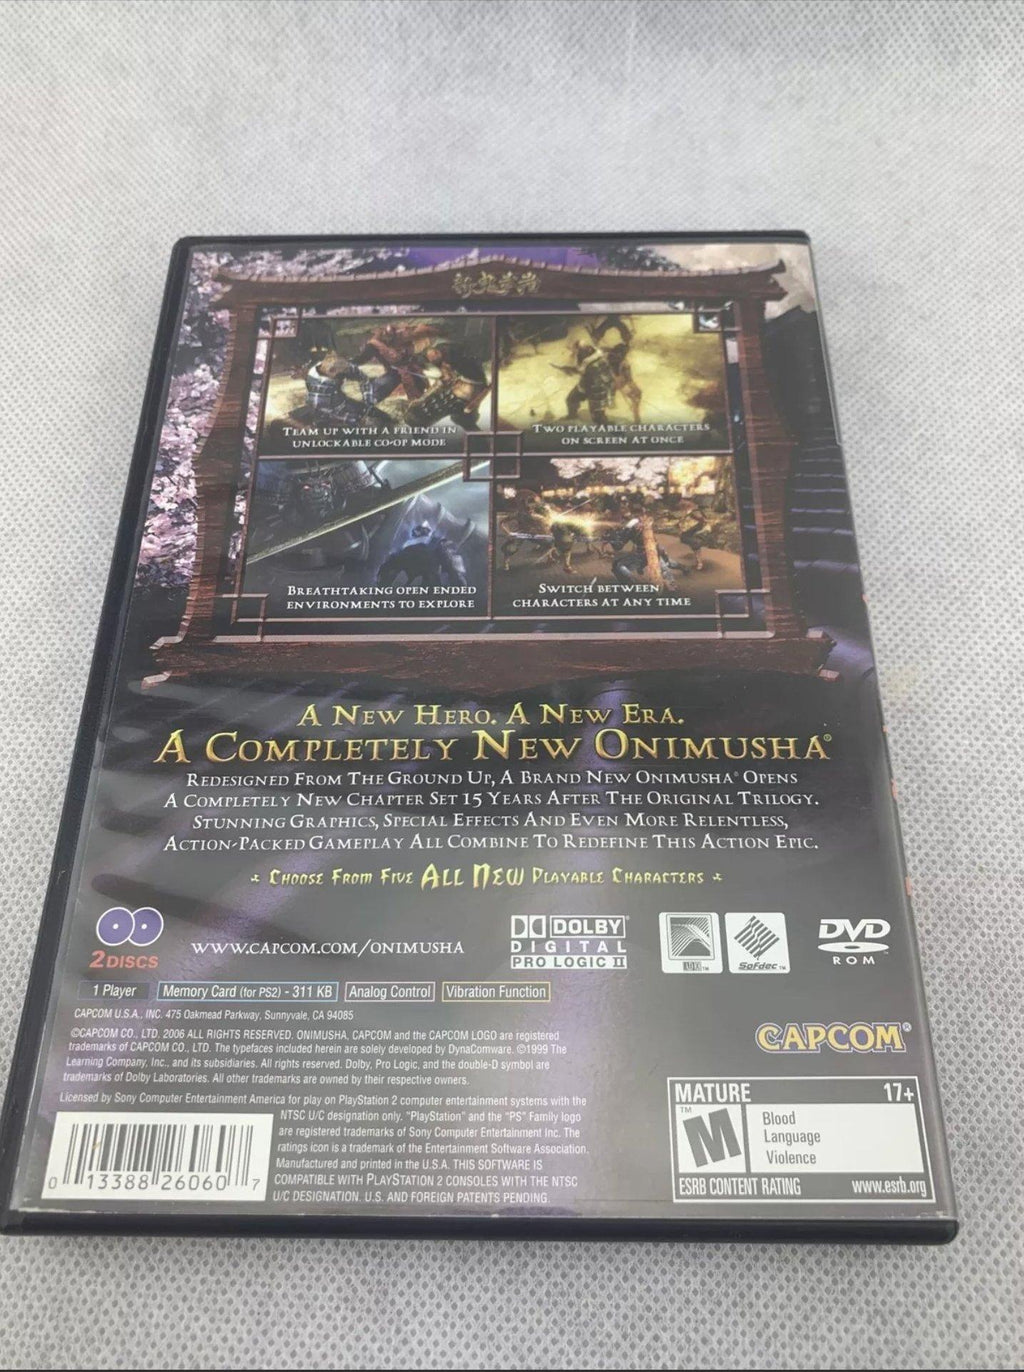 新鬼武者
TEAM UP WITH A FRIEND IN
UNLOCKABLE CO-OP MODE
TWO PLAYABLE CHARACTERS
ON SCREEN AT ONCE
BREATHTAKING OPEN ENDED
ENVIRONMENTS TO EXPLORE
SWITCH BETWEEN
CHARACTERS AT ANY TIME
A NEW HERO. A NEW ERA.
A COMPLETELY NEW ONIMUSHA®
REDESIGNED FROM THE GROUND UP, A BRAND NEW ONIMUSHA® OPENS
A COMPLETELY NEW CHAPTER SET 15 YEARS AFTER THE ORIGINAL TRILOGY.
STUNNING GRAPHICS, SPECIAL EFFECTS AND EVEN MORE RELENTLESS,
ACTION-PACKED GAMEPLAY ALL COMBINE TO REDEFINE THIS ACTION EPIC.
CHOOSE FROM FIVE ALL NEW PLAYABLE CHARACTERS
2 DISCS
WWW.CAPCOM.COM/ONIMUSHA
DOLBY®
DIGITAL
PRO LOGIC II
SoFdec™
DVD™
ROM
1 Player
Memory Card (for PS2) - 311 KB
Analog Control
Vibration Function
CAPCOM U.S.A., INC. 475 Oakmead Parkway, Sunnyvale, CA 94085
©CAPCOM CO., LTD. 2006 ALL RIGHTS RESERVED. ONIMUSHA, CAPCOM and the CAPCOM LOGO are registered
trademarks of CAPCOM CO., LTD. The typefaces included herein are solely developed by DynaComware. ©1999 The
Learning Company, Inc., and its subsidiaries. All rights reserved. Dolby, Pro Logic, and the double-D symbol are
trademarks of Dolby Laboratories. All other trademarks are owned by their respective owners.
Licensed by Sony Computer Entertainment America for play on PlayStation 2 computer entertainment systems with the
NTSC U/C designation only. "PlayStation" and the "PS" Family logo
are registered trademarks of Sony Computer Entertainment Inc. The
ratings icon is a trademark of the Entertainment Software Association.
Manufactured and printed in the U.S.A. THIS SOFTWARE IS
COMPATIBLE WITH PLAYSTATION 2 CONSOLES WITH THE NTSC
U/C DESIGNATION. U.S. AND FOREIGN PATENTS PENDING.
0 13388 26060 7
CAPCOM®
MATURE 17+
™
M
Blood
Language
Violence
ESRB CONTENT RATING www.esrb.org